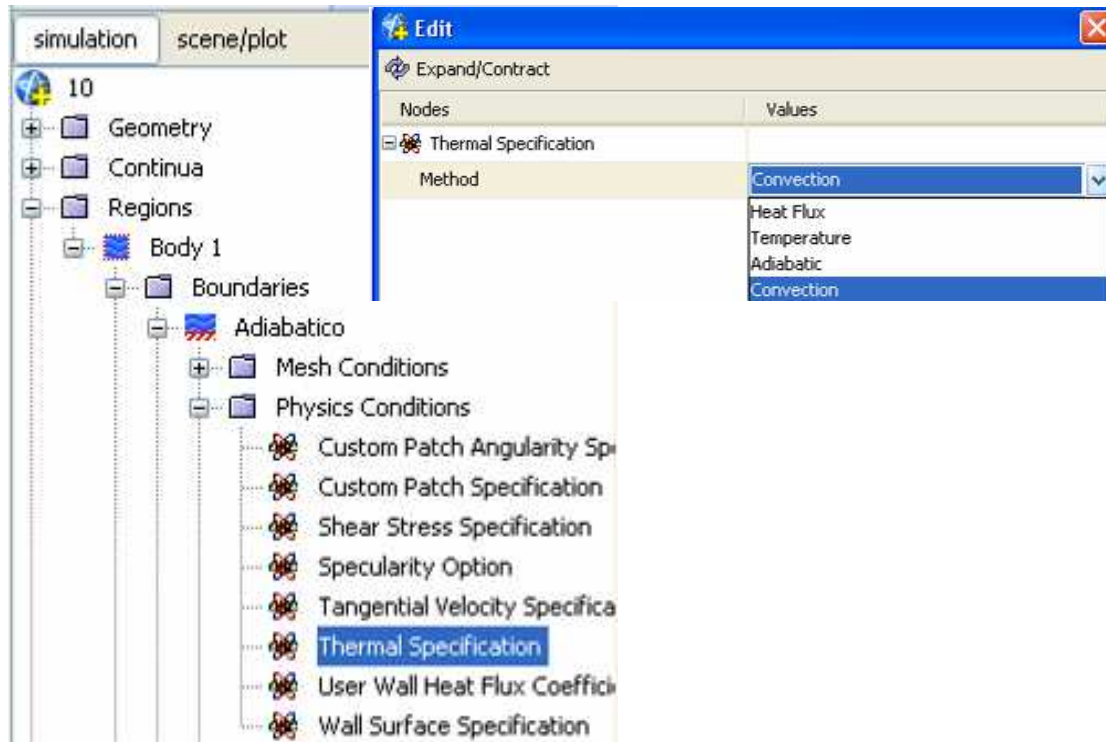 simulation scene/plot
10
Geometry
Continua
Regions
Body 1
Boundaries
Adiabatico
Mesh Conditions
Physics Conditions
Custom Patch Angularity Sp
Custom Patch Specification
Shear Stress Specification
Specularity Option
Tangential Velocity Specifica
Thermal Specification
User Wall Heat Flux Coeffici
Wall Surface Specification
Edit
Expand/Contract
Nodes Values
Thermal Specification
Method Convection
Heat Flux
Temperature
Adiabatic
Convection